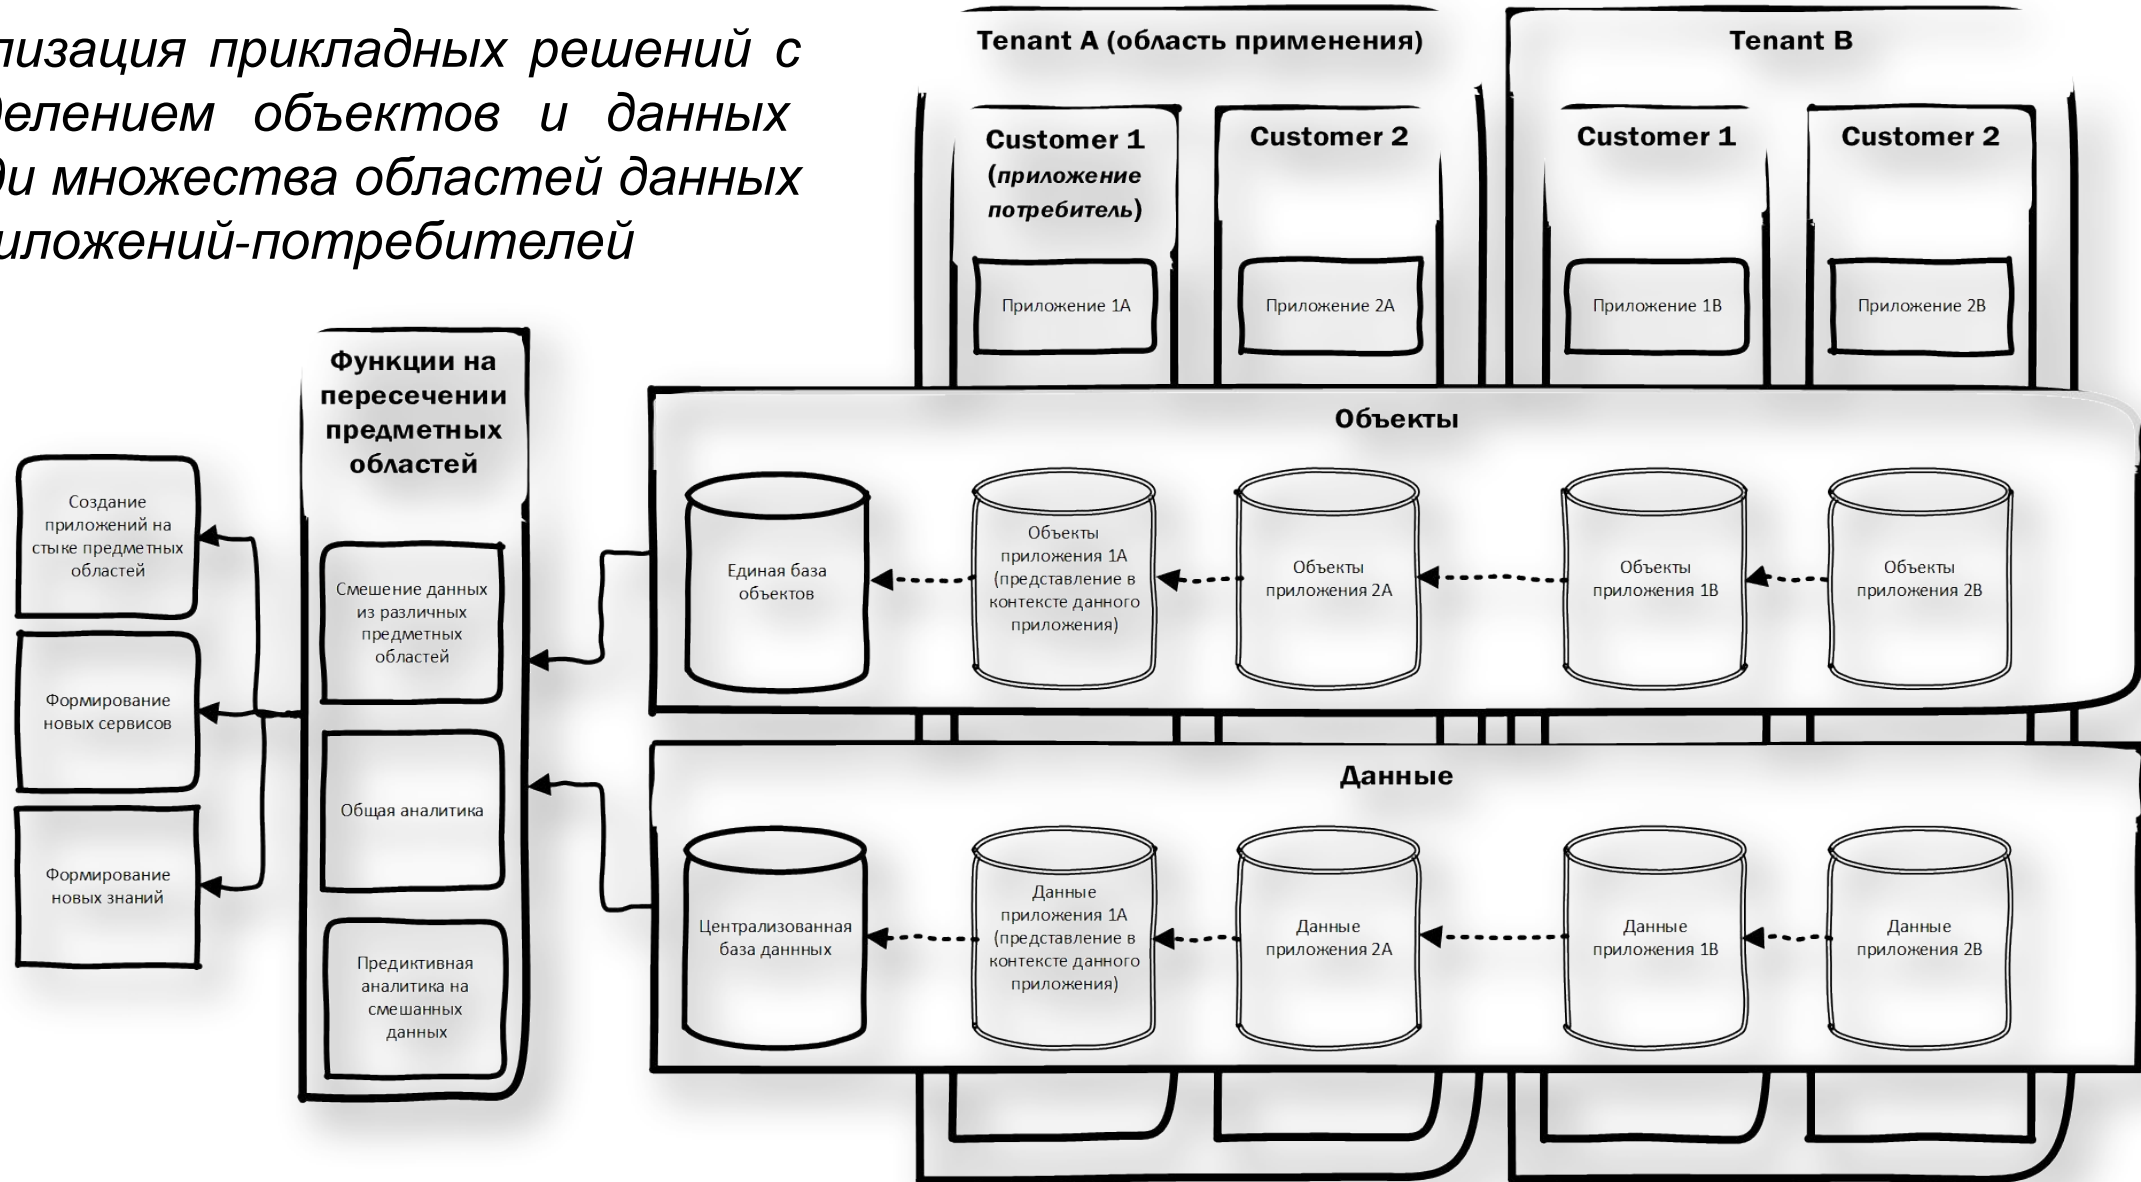 лизация прикладных решений с
делением объектов и данных
ди множества областей данных
иложений-потребителей
Tenant A (область применения)
Tenant B
Customer 1
(приложение
потребитель)
Customer 2
Customer 1
Customer 2
Приложение 1А
Приложение 2А
Приложение 1В
Приложение 2В
Функции на
пересечении
предметных
областей
Объекты
Создание
приложений на
стыке предметных
областей
Формирование
новых сервисов
Формирование
новых знаний
Смешение данных
из различных
предметных
областей
Общая аналитика
Предиктивная
аналитика на
смешанных
данных
Единая база
объектов
Объекты
приложения 1А
(представление в
контексте данного
приложения)
Объекты
приложения 2А
Объекты
приложения 1В
Объекты
приложения 2В
Данные
Централизованная
база даннных
Данные
приложения 1А
(представление в
контексте данного
приложения)
Данные
приложения 2А
Данные
приложения 1В
Данные
приложения 2В